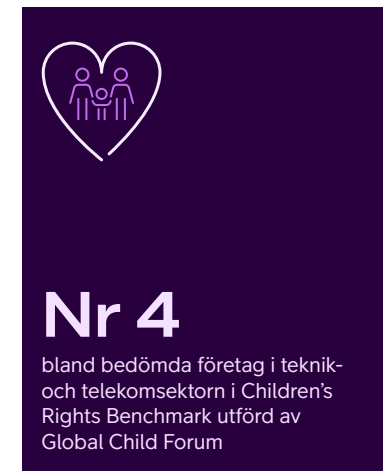 Nr 4
bland bedömda företag i teknik-
och telekomsektorn i Children’s
Rights Benchmark utförd av
Global Child Forum